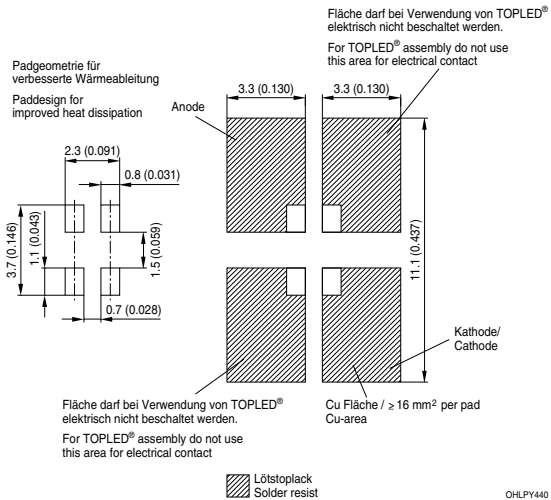 Fläche darf bei Verwendung von TOPLED®
elektrisch nicht beschaltet werden.
For TOPLED® assembly do not use
this area for electrical contact
Padgeometrie für
verbesserte Wärmeableitung
Paddesign for
improved heat dissipation
Anode
3.3 (0.130)
3.3 (0.130)
2.3 (0.091)
0.8 (0.031)
3.7 (0.146)
1.1 (0.043)
1.5 (0.059)
11.1 (0.437)
0.7 (0.028)
Kathode/
Cathode
Fläche darf bei Verwendung von TOPLED®
elektrisch nicht beschaltet werden.
For TOPLED® assembly do not use
this area for electrical contact
Cu Fläche / ≥ 16 mm² per pad
Cu-area
Lötstoplack
Solder resist
OHLPY440